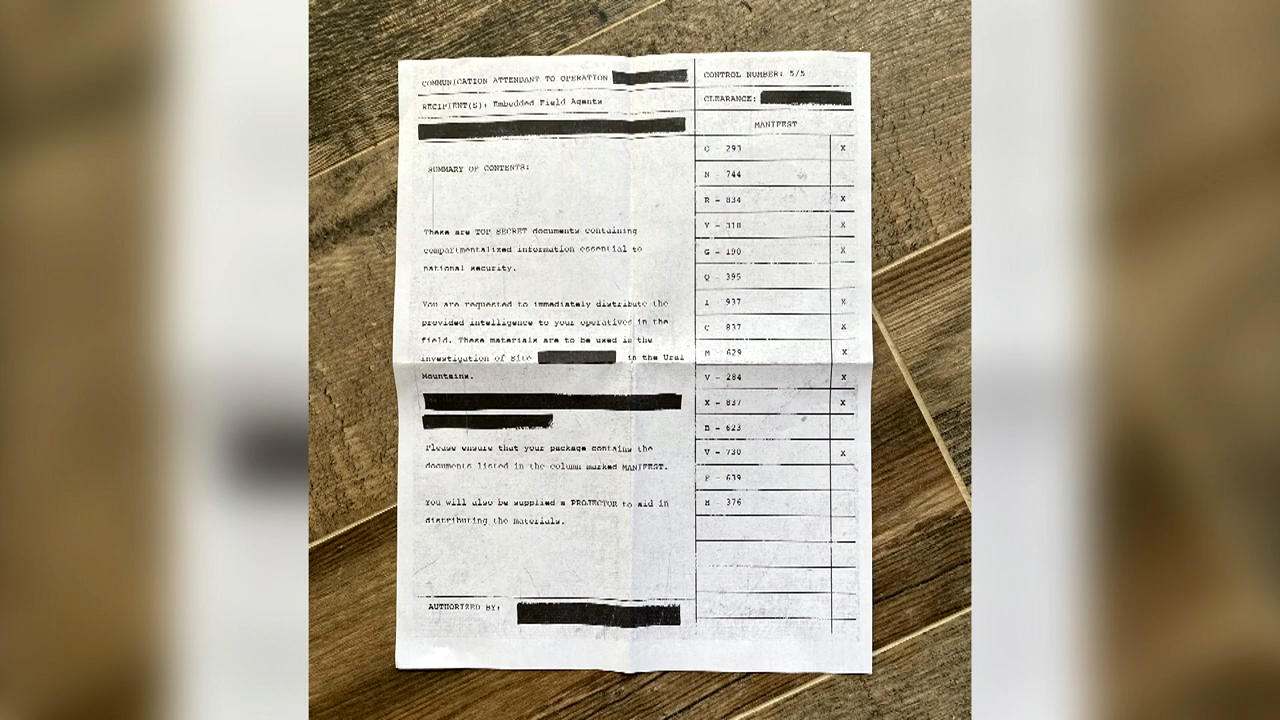 COMMUNICATION ATTENDANT TO OPERATION
RECIPIENT(S): Embedded Field Agents
SUMMARY OF CONTENTS:
These are TOP SECRET documents containing
compartmentalized information essential to
national security.
You are requested to immediately distribute the
provided intelligence to your operatives in the
field. These materials are to be used in the
investigation of Site in the Ural
Mountains.
Please ensure that your package contains the
documents listed in the column marked MANIFEST.
You will also be supplied a PROJECTOR to aid in
distributing the materials.
AUTHORIZED BY:
CONTROL NUMBER: 5/5
CLEARANCE:
MANIFEST
O - 293 X
N - 744
R - 834 X
Y - 318 X
G - 190 X
Q - 395
937 X
C - 837 X
M - 629 X
V - 284 X
X - 837 X
- 623
V - 730 X
- 639
- 376